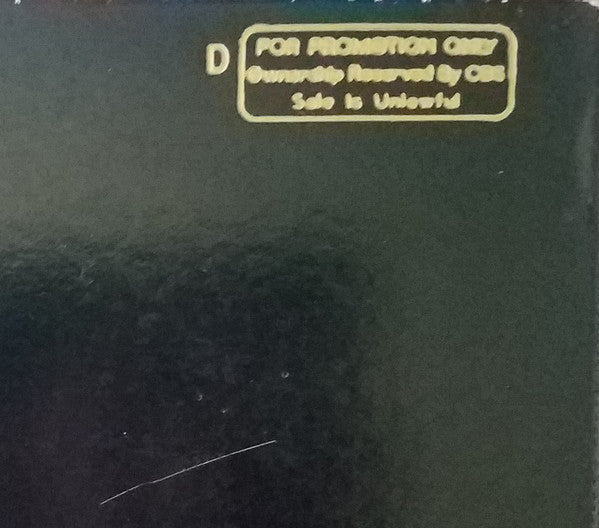 D
FOR PROMOTION ONLY
Ownership Reserved By CBS
Sale Is Unlawful